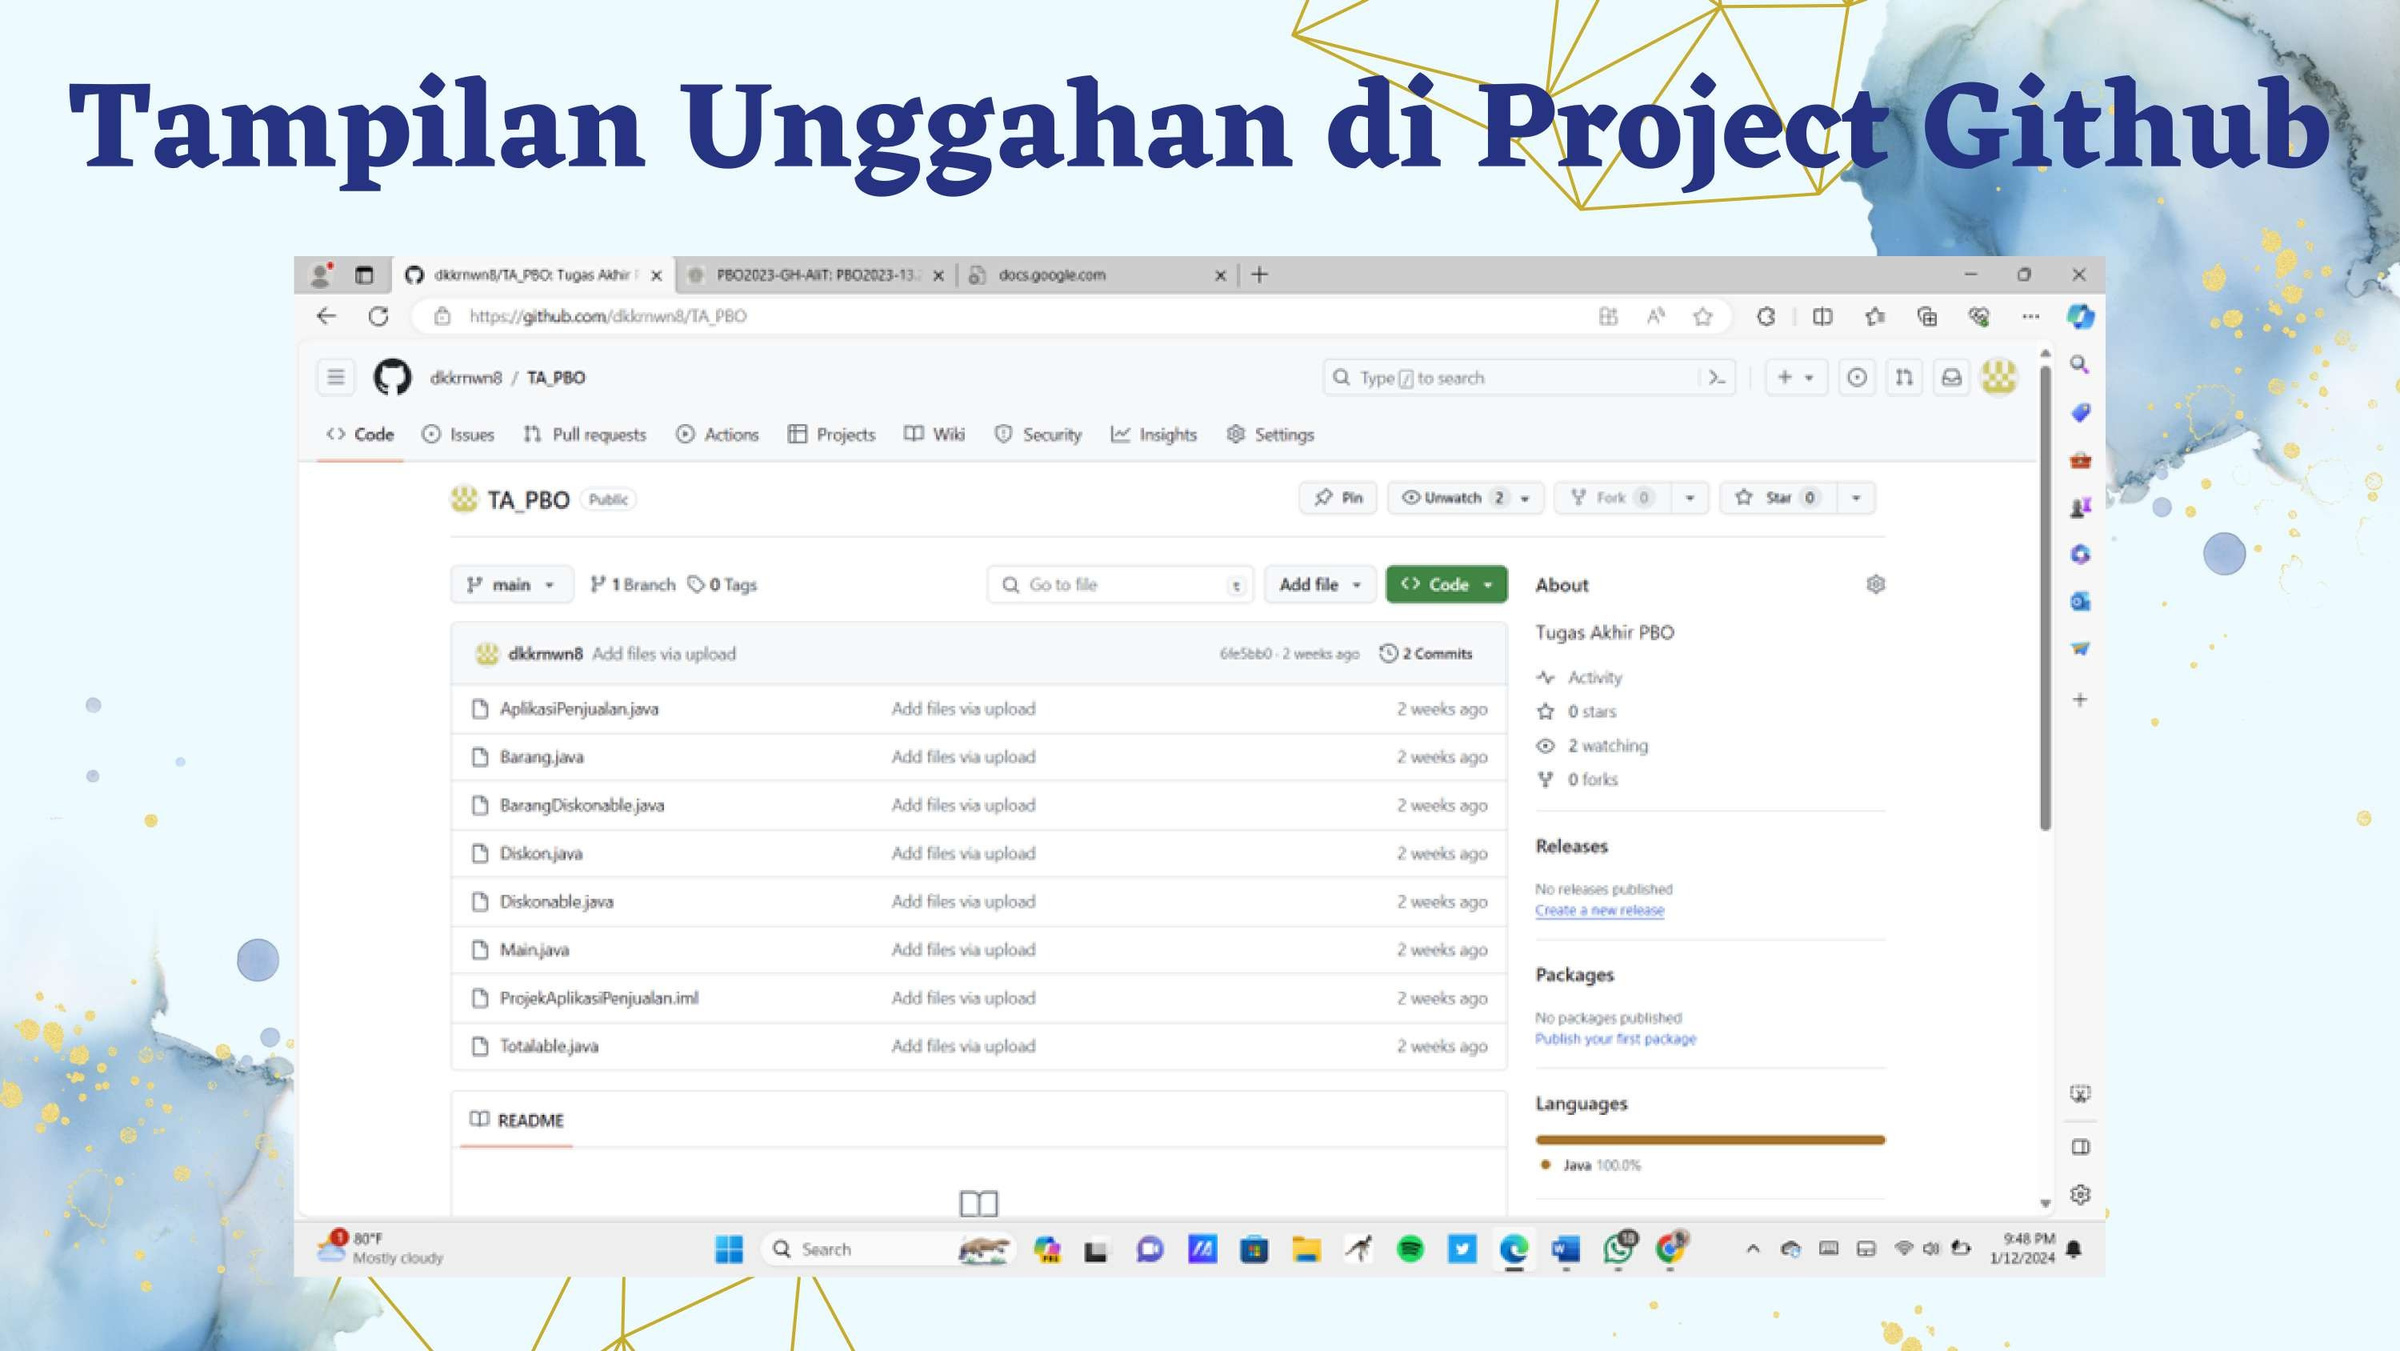 Tampilan Unggahan di Project Github
dkkrnwn8/TA_PBO: Tugas Akhir
PBO2023-GH-AliT: PBO2023-13.
docs.google.com
https://github.com/dkkrnwn8/TA_PBO
dkkrnwn8 / TA_PBO
Type / to search
Code Issues Pull requests Actions Projects Wiki Security Insights Settings
TA_PBO Public
Pin Unwatch 2 Fork 0 Star 0
main 1 Branch 0 Tags Go to file t Add file Code
dkkrnwn8 Add files via upload 6fe5bb0 · 2 weeks ago 2 Commits
AplikasiPenjualan.java Add files via upload 2 weeks ago
Barang.java Add files via upload 2 weeks ago
BarangDiskonable.java Add files via upload 2 weeks ago
Diskon.java Add files via upload 2 weeks ago
Diskonable.java Add files via upload 2 weeks ago
Main.java Add files via upload 2 weeks ago
ProjekAplikasiPenjualan.iml Add files via upload 2 weeks ago
Totalable.java Add files via upload 2 weeks ago
README
About
Tugas Akhir PBO
Activity
0 stars
2 watching
0 forks
Releases
No releases published
Create a new release
Packages
No packages published
Publish your first package
Languages
Java 100.0%
1
80°F
Mostly cloudy
Search
9:48 PM
1/12/2024